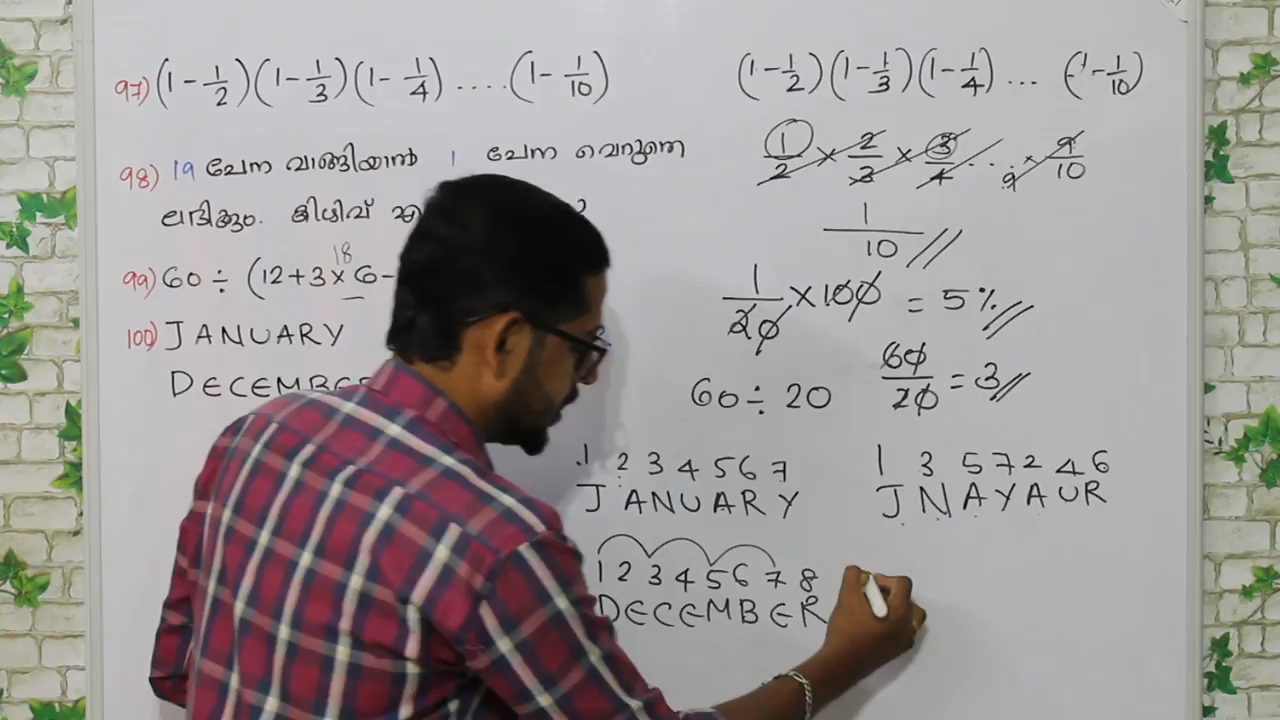 97) (1 - 1/2) (1 - 1/3) (1 - 1/4) .... (1 - 1/10)
98) 19 പേന വാങ്ങിയാൽ 1 പേന വെറുതെ
ലഭിക്കും. കിഴിവ്
99) 60 ÷ (12 + 3 × 6 -
18
100) JANUARY
DECEMBER
(1 - 1/2) (1 - 1/3) (1 - 1/4) ... (1 - 1/10)
1/2 × 2/3 × 3/4 ... 9 × 9/10
1/10 //
1/20 × 100 = 5% //
60 ÷ 20 60/20 = 3 //
1 2 3 4 5 6 7
JANUARY
1 3 5 7 2 4 6
JNAYAUR
1 2 3 4 5 6 7 8
DECEMBER